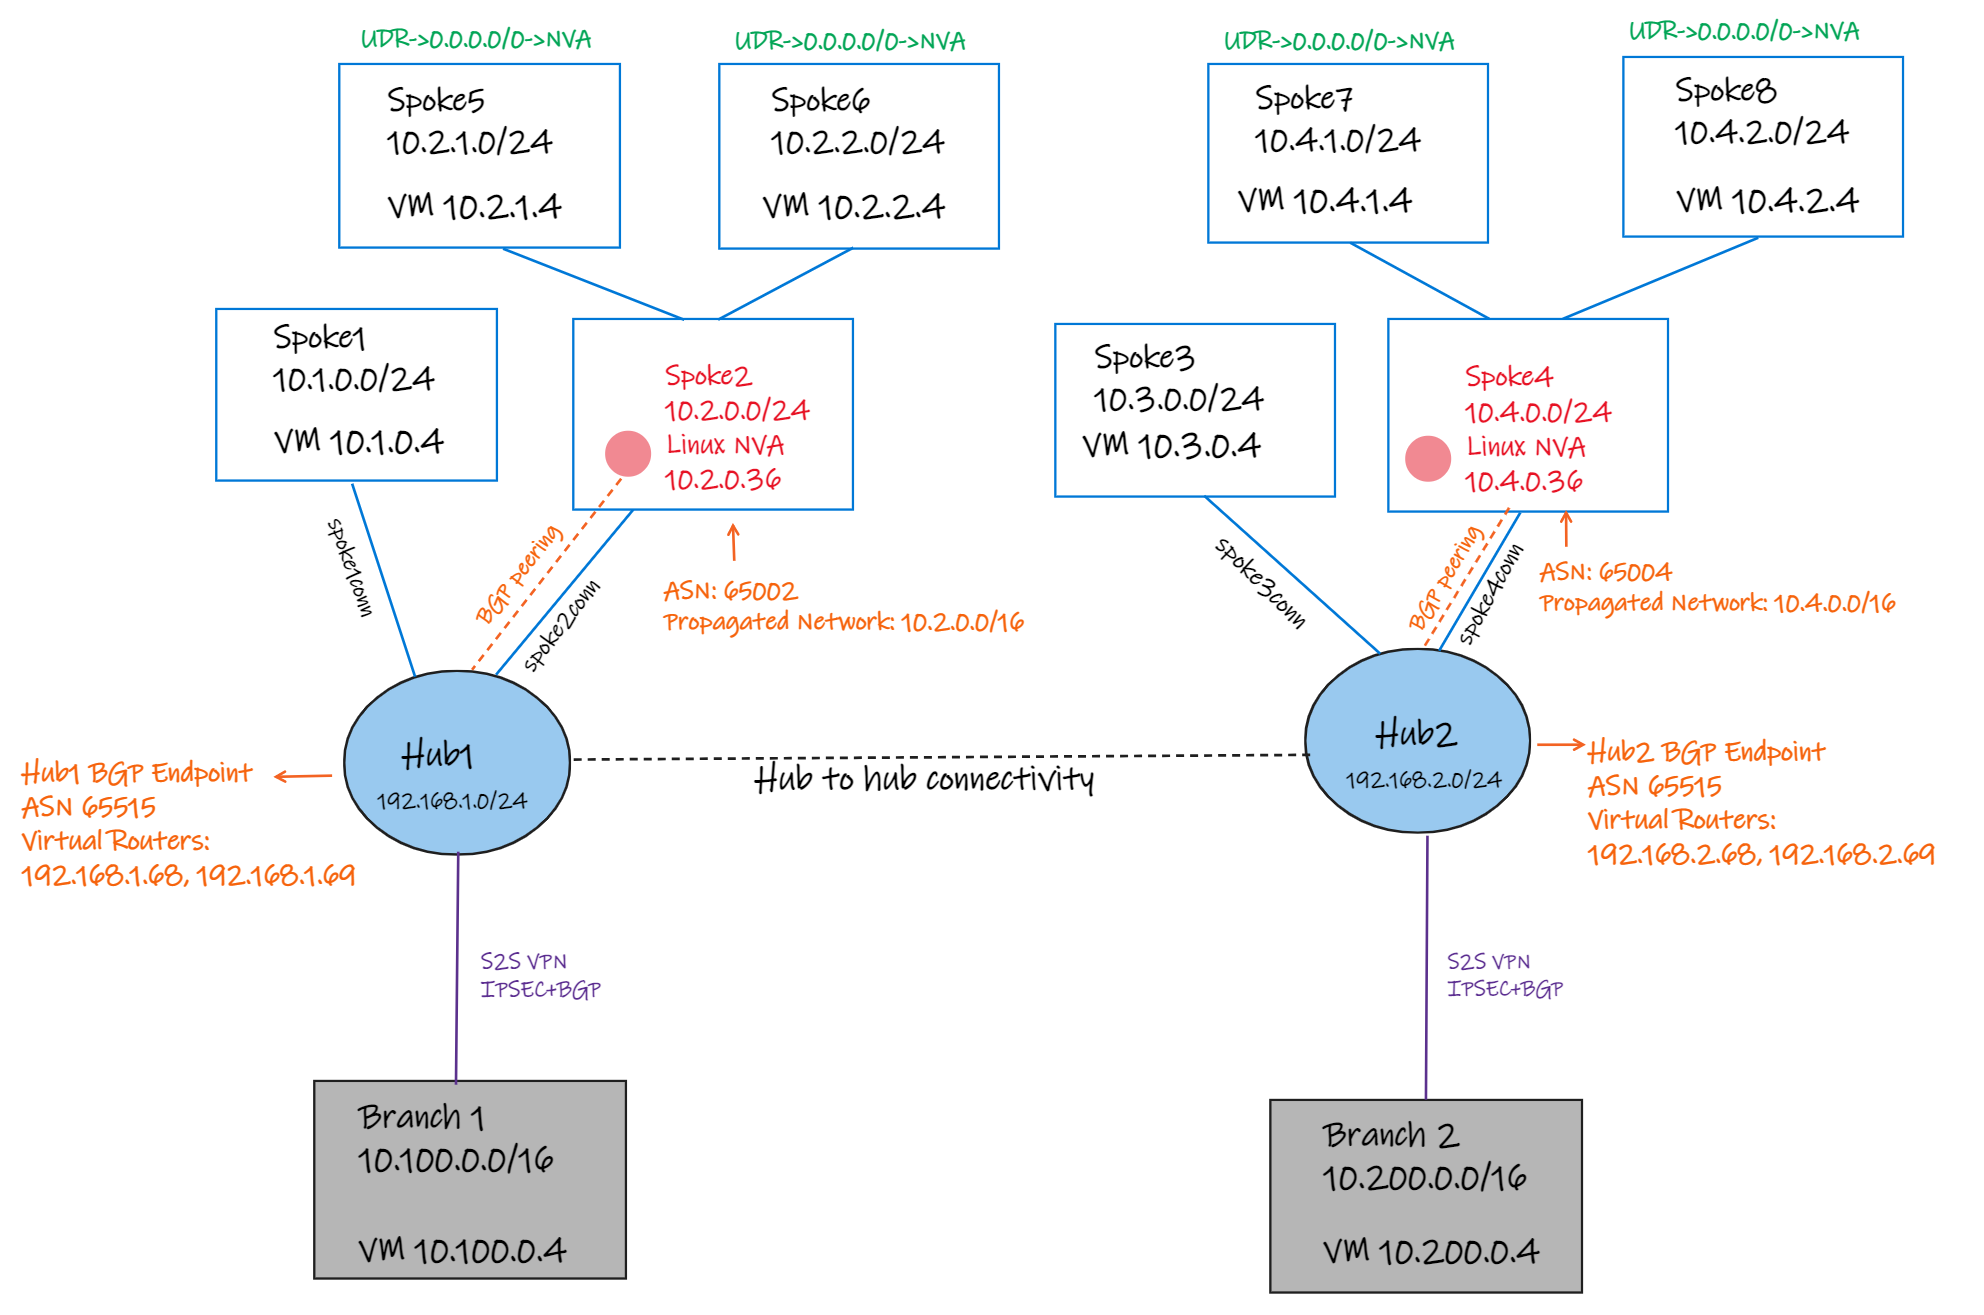 UDR->0.0.0.0/0->NVA
UDR->0.0.0.0/0->NVA
UDR->0.0.0.0/0->NVA
UDR->0.0.0.0/0->NVA
Spoke5
10.2.1.0/24
VM 10.2.1.4
Spoke6
10.2.2.0/24
VM 10.2.2.4
Spoke7
10.4.1.0/24
VM 10.4.1.4
Spoke8
10.4.2.0/24
VM 10.4.2.4
Spoke1
10.1.0.0/24
VM 10.1.0.4
Spoke2
10.2.0.0/24
Linux NVA
10.2.0.36
Spoke3
10.3.0.0/24
VM 10.3.0.4
Spoke4
10.4.0.0/24
Linux NVA
10.4.0.36
spoke1conn
BGP peering
spoke2conn
ASN: 65002
Propagated Network: 10.2.0.0/16
spoke3conn
BGP peering
spoke4conn
ASN: 65004
Propagated Network: 10.4.0.0/16
Hub1 BGP Endpoint
ASN 65515
Virtual Routers:
192.168.1.68, 192.168.1.69
Hub1
192.168.1.0/24
Hub to hub connectivity
Hub2
192.168.2.0/24
Hub2 BGP Endpoint
ASN 65515
Virtual Routers:
192.168.2.68, 192.168.2.69
S2S VPN
IPSEC+BGP
S2S VPN
IPSEC+BGP
Branch 1
10.100.0.0/16
VM 10.100.0.4
Branch 2
10.200.0.0/16
VM 10.200.0.4